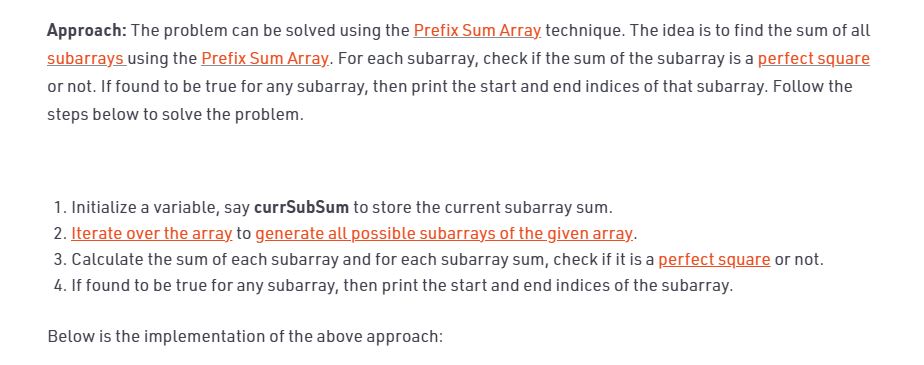 Approach: The problem can be solved using the Prefix Sum Array technique. The idea is to find the sum of all
subarrays using the Prefix Sum Array. For each subarray, check if the sum of the subarray is a perfect square
or not. If found to be true for any subarray, then print the start and end indices of that subarray. Follow the
steps below to solve the problem.
1. Initialize a variable, say currSubSum to store the current subarray sum.
2. Iterate over the array to generate all possible subarrays of the given array.
3. Calculate the sum of each subarray and for each subarray sum, check if it is a perfect square or not.
4. If found to be true for any subarray, then print the start and end indices of the subarray.
Below is the implementation of the above approach: